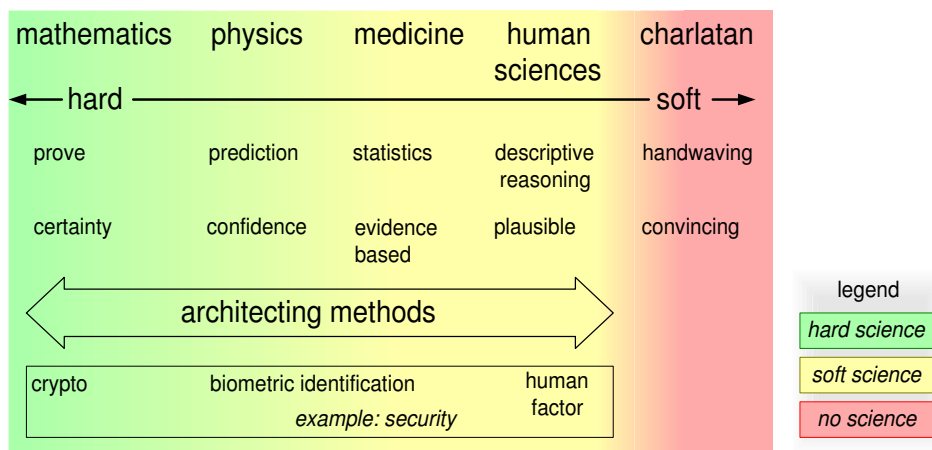 mathematics physics medicine human sciences charlatan
hard soft
prove prediction statistics descriptive reasoning handwaving
certainty confidence evidence based plausible convincing
architecting methods
crypto biometric identification human factor
example: security
legend
hard science
soft science
no science